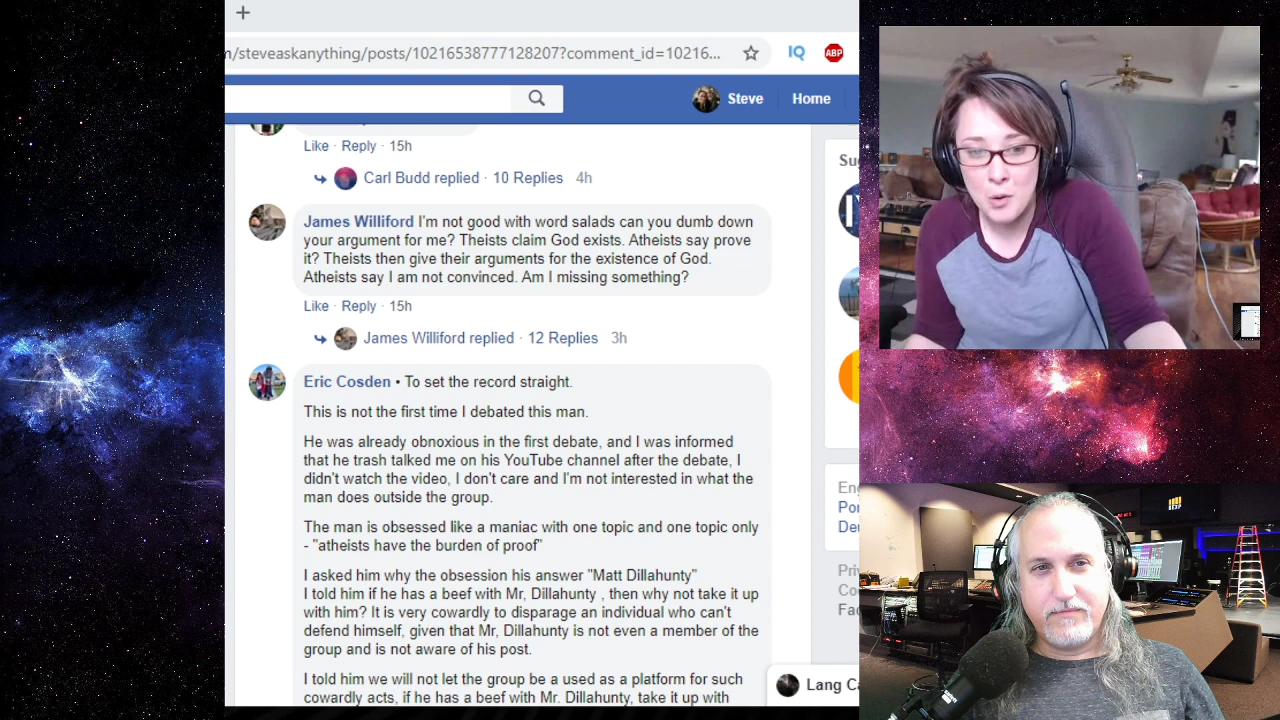 +
m/steveaskanything/posts/10216538777128207?comment_id=10216...
IQ
ABP
Steve
Home
Like · Reply · 15h
Carl Budd replied · 10 Replies 4h
James Williford I'm not good with word salads can you dumb down
your argument for me? Theists claim God exists. Atheists say prove
it? Theists then give their arguments for the existence of God.
Atheists say I am not convinced. Am I missing something?
Like · Reply · 15h
James Williford replied · 12 Replies 3h
Eric Cosden • To set the record straight.
This is not the first time I debated this man.
He was already obnoxious in the first debate, and I was informed
that he trash talked me on his YouTube channel after the debate, I
didn't watch the video, I don't care and I'm not interested in what the
man does outside the group.
The man is obsessed like a maniac with one topic and one topic only
- "atheists have the burden of proof"
I asked him why the obsession his answer "Matt Dillahunty"
I told him if he has a beef with Mr, Dillahunty , then why not take it up
with him? It is very cowardly to disparage an individual who can't
defend himself, given that Mr, Dillahunty is not even a member of the
group and is not aware of his post.
I told him we will not let the group be a used as a platform for such
cowardly acts, if he has a beef with Mr. Dillahunty, take it up with
Su
Eng
Por
Deu
Priv
Coo
Fac
Lang Ca